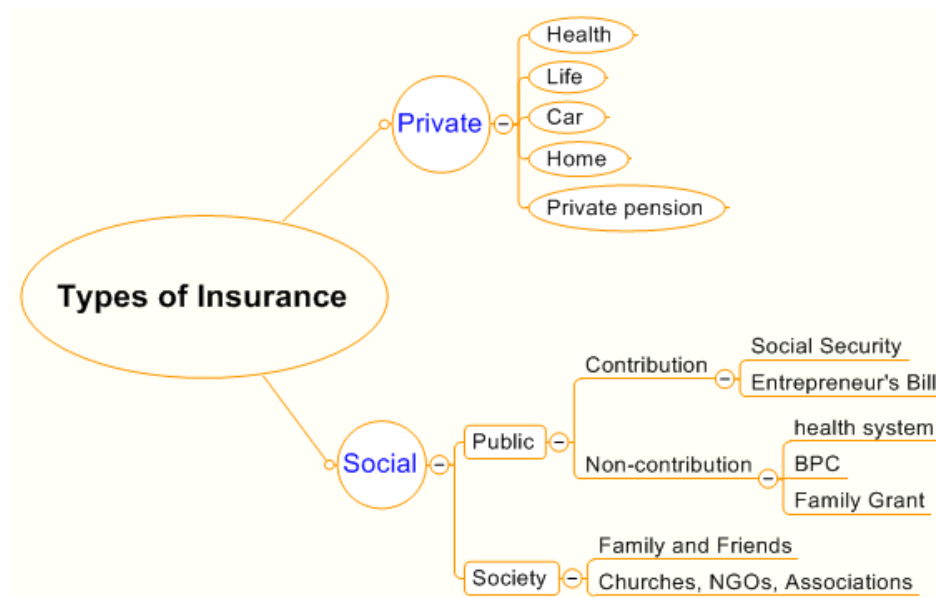 Types of Insurance
Private
Health
Life
Car
Home
Private pension
Social
Public
Contribution
Social Security
Entrepreneur's Bill
Non-contribution
health system
BPC
Family Grant
Society
Family and Friends
Churches, NGOs, Associations